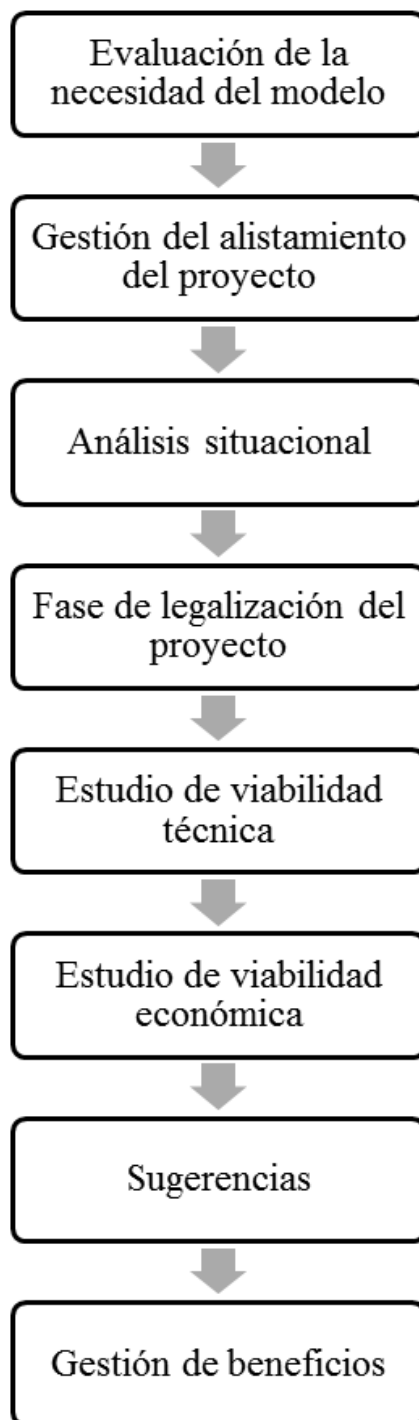 Evaluación de la
necesidad del modelo
Gestión del alistamiento
del proyecto
Análisis situacional
Fase de legalización del
proyecto
Estudio de viabilidad
técnica
Estudio de viabilidad
económica
Sugerencias
Gestión de beneficios